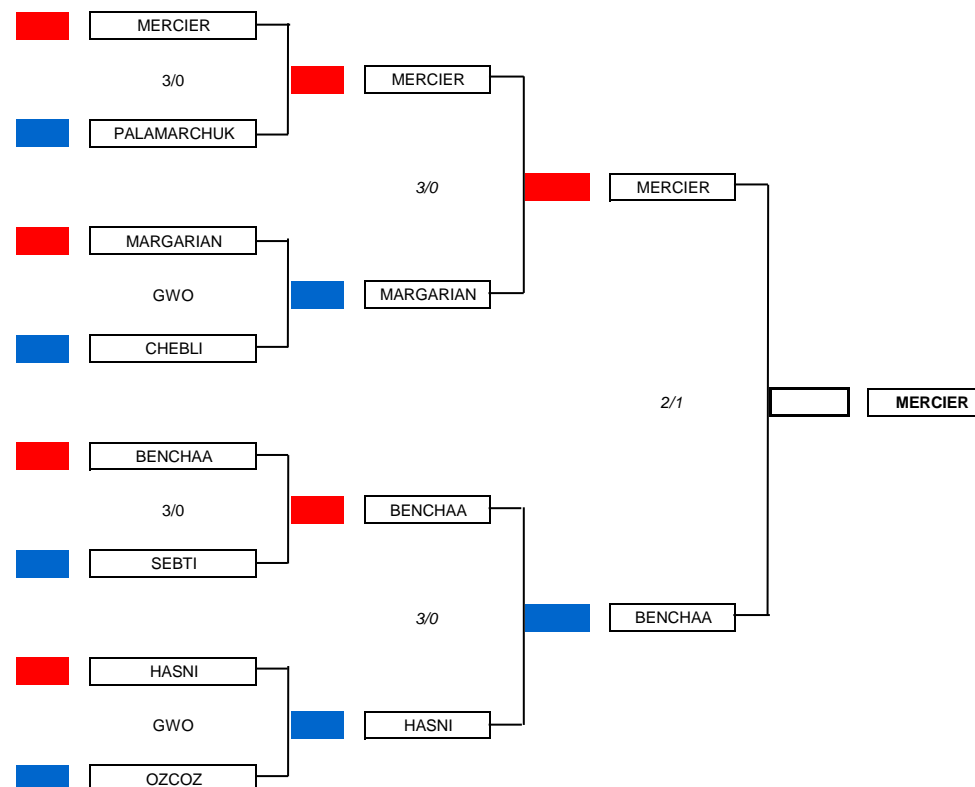 MERCIER
3/0
MERCIER
PALAMARCHUK
3/0
MERCIER
MARGARIAN
GWO
MARGARIAN
CHEBLI
2/1
MERCIER
BENCHAA
3/0
BENCHAA
SEBTI
3/0
BENCHAA
HASNI
GWO
HASNI
OZCOZ